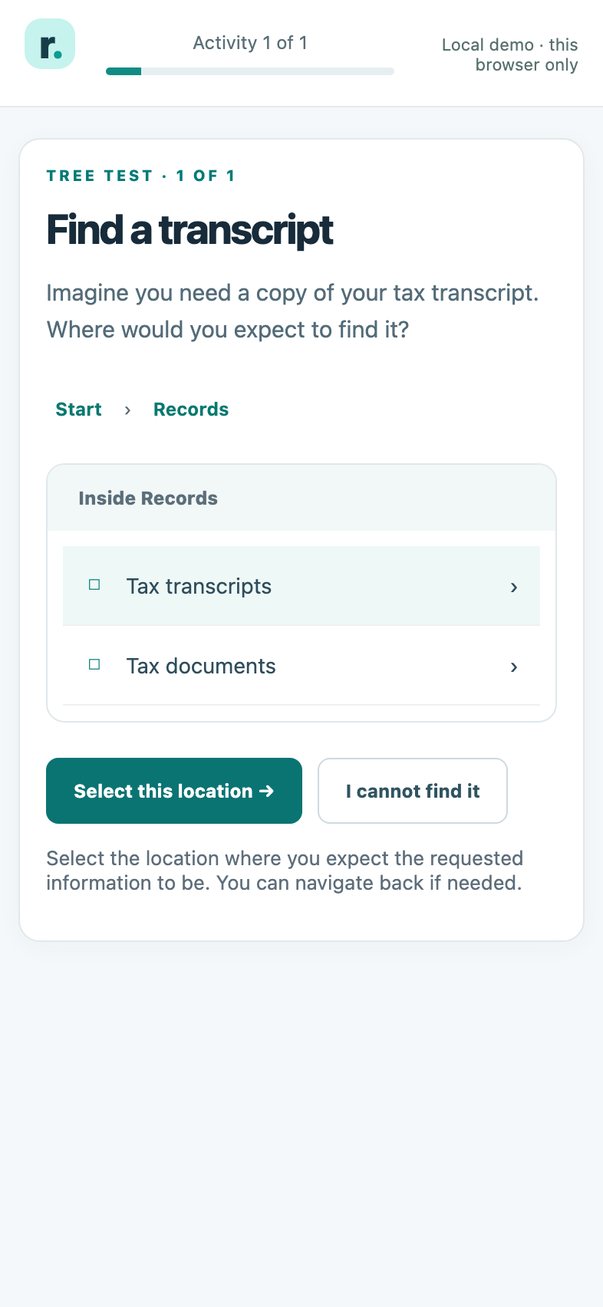 r.
Activity 1 of 1
Local demo · this
browser only
TREE TEST · 1 OF 1
Find a transcript
Imagine you need a copy of your tax transcript.
Where would you expect to find it?
Start › Records
Inside Records
Tax transcripts ›
Tax documents ›
Select this location →
I cannot find it
Select the location where you expect the requested
information to be. You can navigate back if needed.